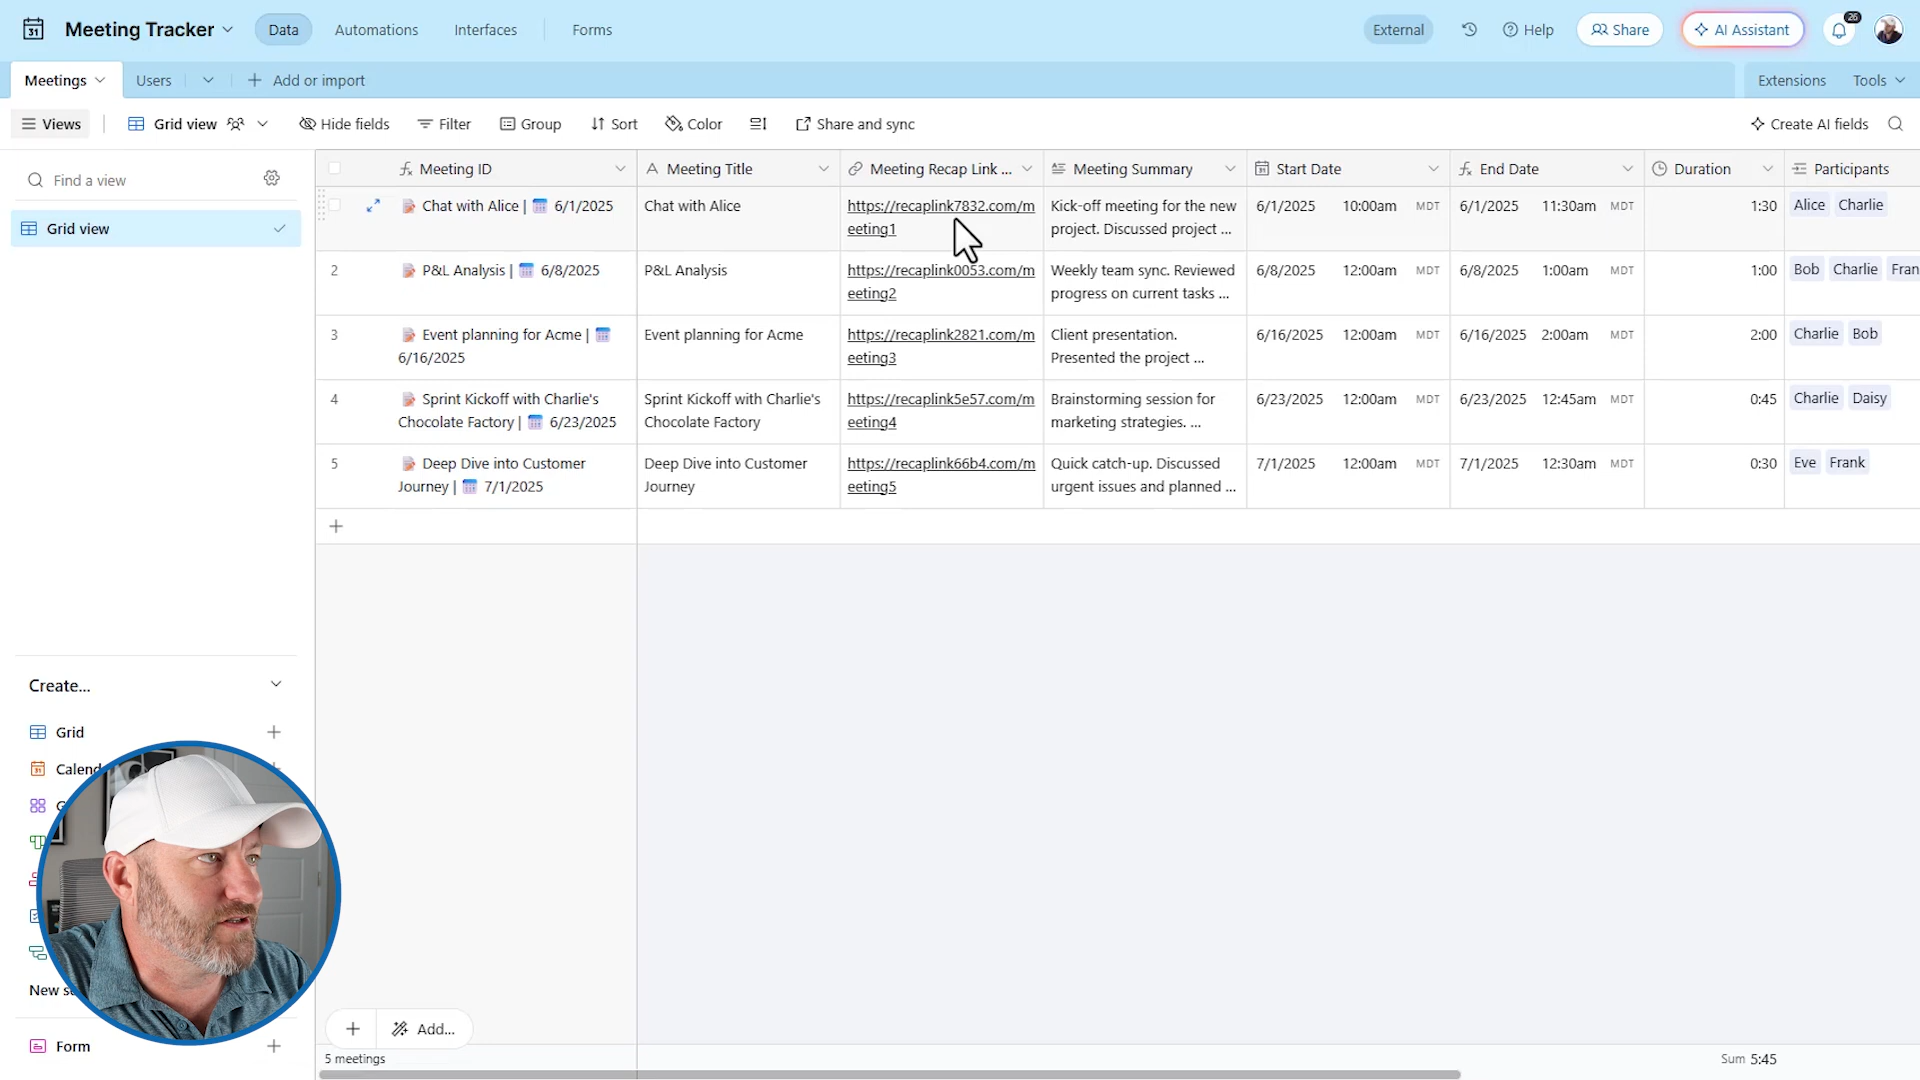 31 Meeting Tracker Data Automations Interfaces Forms External Help Share AI Assistant 26
Meetings Users Add or import Extensions Tools
Views Grid view Hide fields Filter Group Sort Color Share and sync Create AI fields
Find a view
Grid view
Meeting ID Meeting Title Meeting Recap Link ... Meeting Summary Start Date End Date Duration Participants
Chat with Alice | 6/1/2025 Chat with Alice https://recaplink7832.com/m Kick-off meeting for the new 6/1/2025 10:00am MDT 6/1/2025 11:30am MDT 1:30 Alice Charlie
eeting1 project. Discussed project ...
2 P&L Analysis | 6/8/2025 P&L Analysis https://recaplink0053.com/m Weekly team sync. Reviewed 6/8/2025 12:00am MDT 6/8/2025 1:00am MDT 1:00 Bob Charlie Fran
eeting2 progress on current tasks ...
3 Event planning for Acme | Event planning for Acme https://recaplink2821.com/m Client presentation. 6/16/2025 12:00am MDT 6/16/2025 2:00am MDT 2:00 Charlie Bob
6/16/2025 eeting3 Presented the project ...
4 Sprint Kickoff with Charlie's Sprint Kickoff with Charlie's https://recaplink5e57.com/m Brainstorming session for 6/23/2025 12:00am MDT 6/23/2025 12:45am MDT 0:45 Charlie Daisy
Chocolate Factory | 6/23/2025 Chocolate Factory eeting4 marketing strategies. ...
5 Deep Dive into Customer Deep Dive into Customer https://recaplink66b4.com/m Quick catch-up. Discussed 7/1/2025 12:00am MDT 7/1/2025 12:30am MDT 0:30 Eve Frank
Journey | 7/1/2025 Journey eeting5 urgent issues and planned ...
Create...
Grid
Calend
G
New s
Form
Add...
5 meetings Sum 5:45